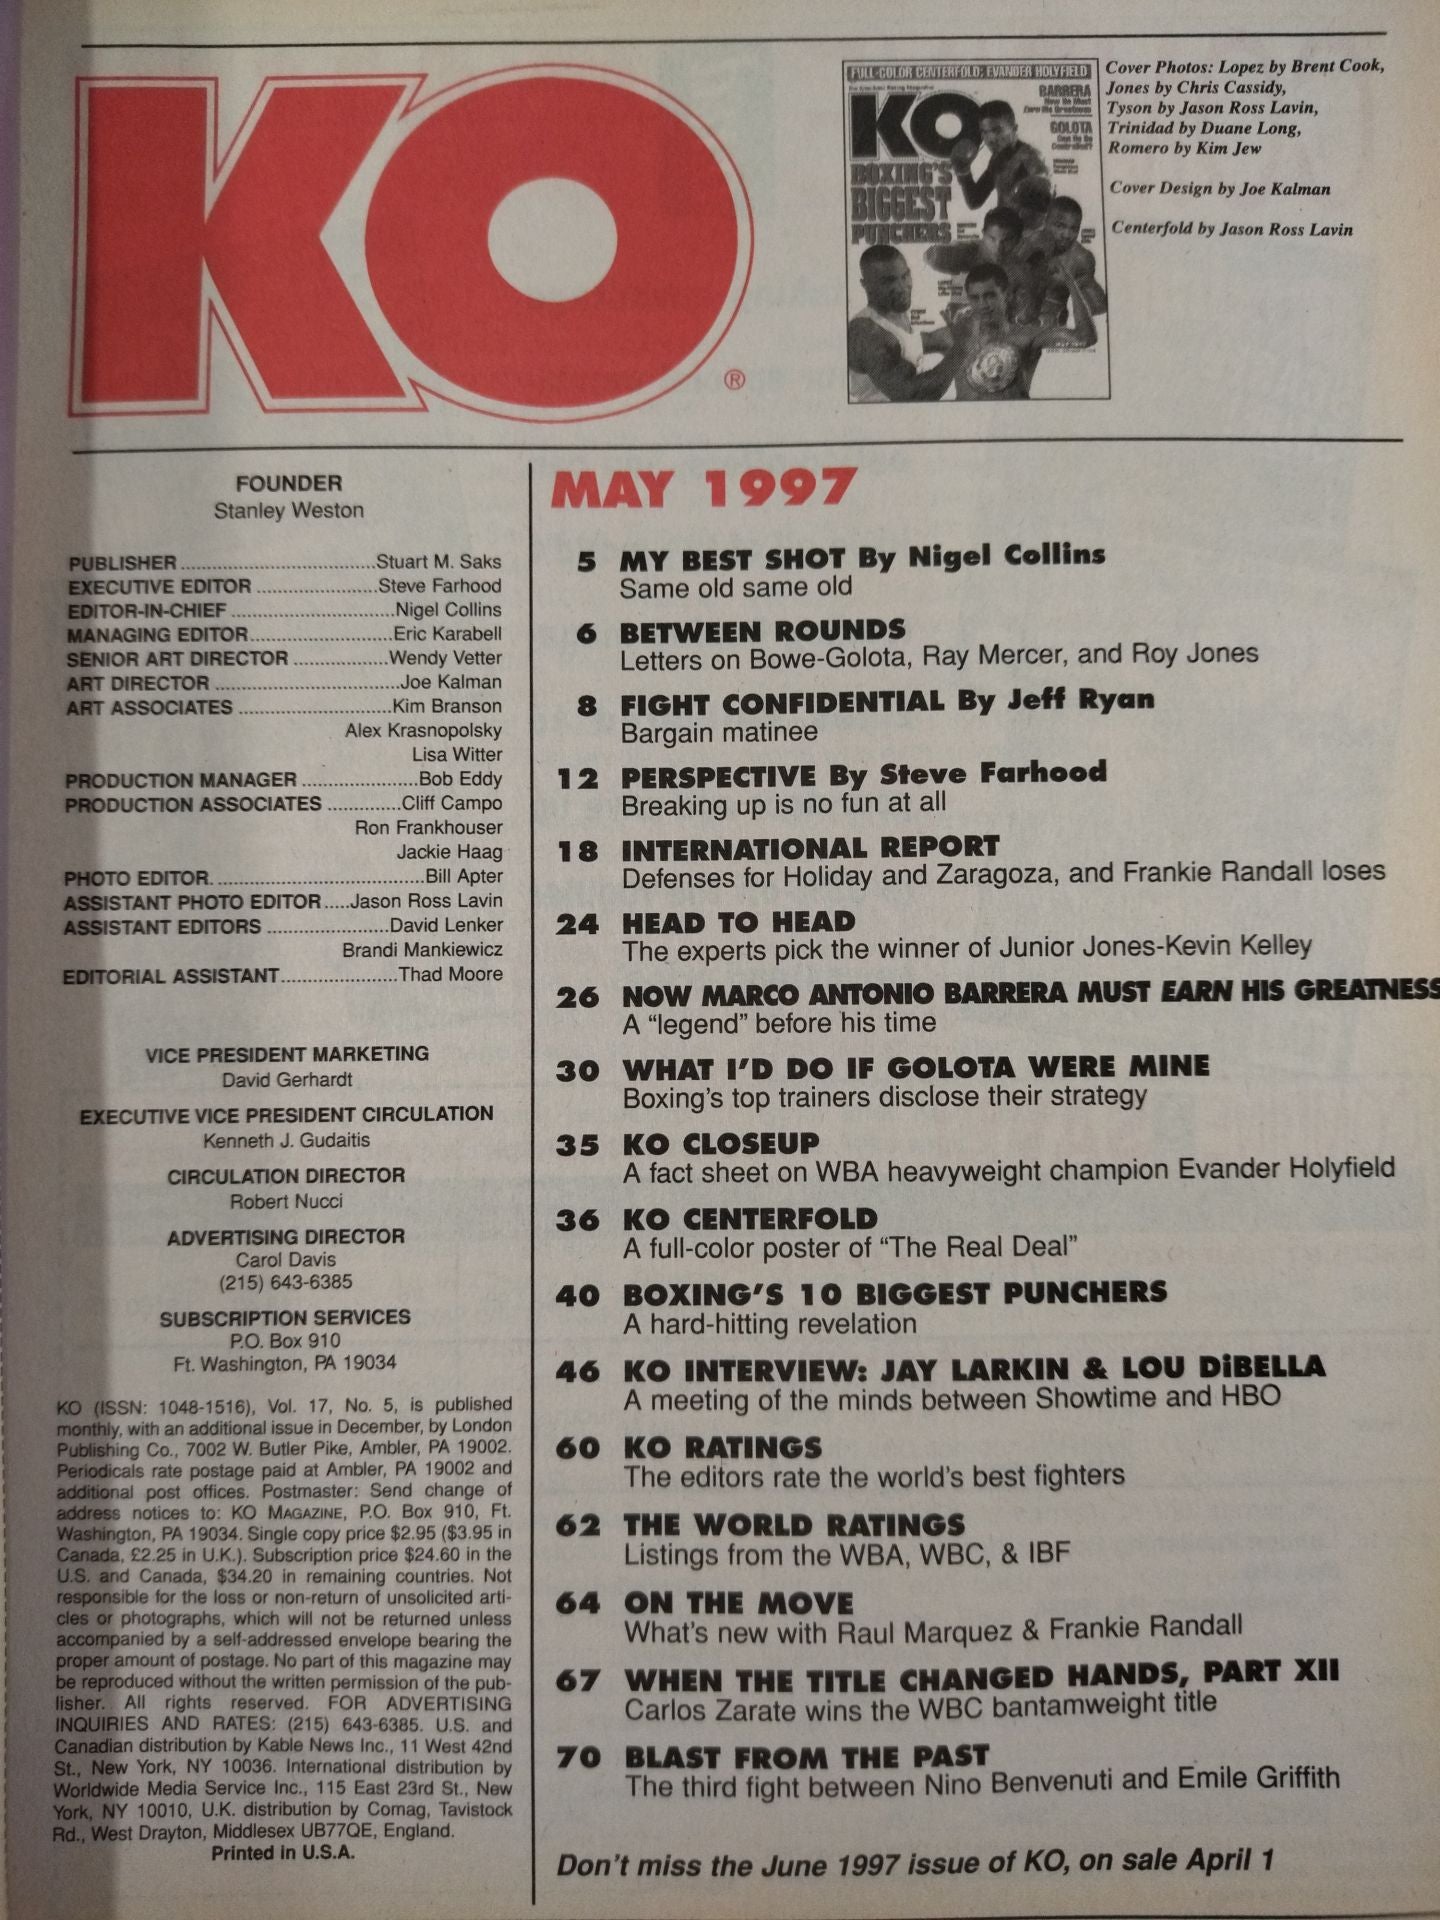 KO
®
FULL-COLOR CENTERFOLD: EVANDER HOLYFIELD
KO
BARRERA
Now He Must
Earn His Greatness
GOLOTA
Can He Be
Controlled?
BOXING'S
BIGGEST
PUNCHERS
Cover Photos: Lopez by Brent Cook,
Jones by Chris Cassidy,
Tyson by Jason Ross Lavin,
Trinidad by Duane Long,
Romero by Kim Jew
Cover Design by Joe Kalman
Centerfold by Jason Ross Lavin
FOUNDER
Stanley Weston
PUBLISHER ..................................Stuart M. Saks
EXECUTIVE EDITOR .....................Steve Farhood
EDITOR-IN-CHIEF ............................Nigel Collins
MANAGING EDITOR.........................Eric Karabell
SENIOR ART DIRECTOR .................Wendy Vetter
ART DIRECTOR ................................Joe Kalman
ART ASSOCIATES ...........................Kim Branson
Alex Krasnopolsky
Lisa Witter
PRODUCTION MANAGER ....................Bob Eddy
PRODUCTION ASSOCIATES .............Cliff Campo
Ron Frankhouser
Jackie Haag
PHOTO EDITOR.....................................Bill Apter
ASSISTANT PHOTO EDITOR.....Jason Ross Lavin
ASSISTANT EDITORS .....................David Lenker
Brandi Mankiewicz
EDITORIAL ASSISTANT.....................Thad Moore
VICE PRESIDENT MARKETING
David Gerhardt
EXECUTIVE VICE PRESIDENT CIRCULATION
Kenneth J. Gudaitis
CIRCULATION DIRECTOR
Robert Nucci
ADVERTISING DIRECTOR
Carol Davis
(215) 643-6385
SUBSCRIPTION SERVICES
P.O. Box 910
Ft. Washington, PA 19034
KO (ISSN: 1048-1516), Vol. 17, No. 5, is published
monthly, with an additional issue in December, by London
Publishing Co., 7002 W. Butler Pike, Ambler, PA 19002.
Periodicals rate postage paid at Ambler, PA 19002 and
additional post offices. Postmaster: Send change of
address notices to: KO MAGAZINE, P.O. Box 910, Ft.
Washington, PA 19034. Single copy price $2.95 ($3.95 in
Canada, £2.25 in U.K.). Subscription price $24.60 in the
U.S. and Canada, $34.20 in remaining countries. Not
responsible for the loss or non-return of unsolicited arti-
cles or photographs, which will not be returned unless
accompanied by a self-addressed envelope bearing the
proper amount of postage. No part of this magazine may
be reproduced without the written permission of the pub-
lisher. All rights reserved. FOR ADVERTISING
INQUIRIES AND RATES: (215) 643-6385. U.S. and
Canadian distribution by Kable News Inc., 11 West 42nd
St., New York, NY 10036. International distribution by
Worldwide Media Service Inc., 115 East 23rd St., New
York, NY 10010, U.K. distribution by Comag, Tavistock
Rd., West Drayton, Middlesex UB77QE, England.
Printed in U.S.A.
MAY 1997
5 MY BEST SHOT By Nigel Collins
Same old same old
6 BETWEEN ROUNDS
Letters on Bowe-Golota, Ray Mercer, and Roy Jones
8 FIGHT CONFIDENTIAL By Jeff Ryan
Bargain matinee
12 PERSPECTIVE By Steve Farhood
Breaking up is no fun at all
18 INTERNATIONAL REPORT
Defenses for Holiday and Zaragoza, and Frankie Randall loses
24 HEAD TO HEAD
The experts pick the winner of Junior Jones-Kevin Kelley
26 NOW MARCO ANTONIO BARRERA MUST EARN HIS GREATNESS
A “legend” before his time
30 WHAT I’D DO IF GOLOTA WERE MINE
Boxing’s top trainers disclose their strategy
35 KO CLOSEUP
A fact sheet on WBA heavyweight champion Evander Holyfield
36 KO CENTERFOLD
A full-color poster of “The Real Deal”
40 BOXING’S 10 BIGGEST PUNCHERS
A hard-hitting revelation
46 KO INTERVIEW: JAY LARKIN & LOU DiBELLA
A meeting of the minds between Showtime and HBO
60 KO RATINGS
The editors rate the world’s best fighters
62 THE WORLD RATINGS
Listings from the WBA, WBC, & IBF
64 ON THE MOVE
What’s new with Raul Marquez & Frankie Randall
67 WHEN THE TITLE CHANGED HANDS, PART XII
Carlos Zarate wins the WBC bantamweight title
70 BLAST FROM THE PAST
The third fight between Nino Benvenuti and Emile Griffith
Don’t miss the June 1997 issue of KO, on sale April 1